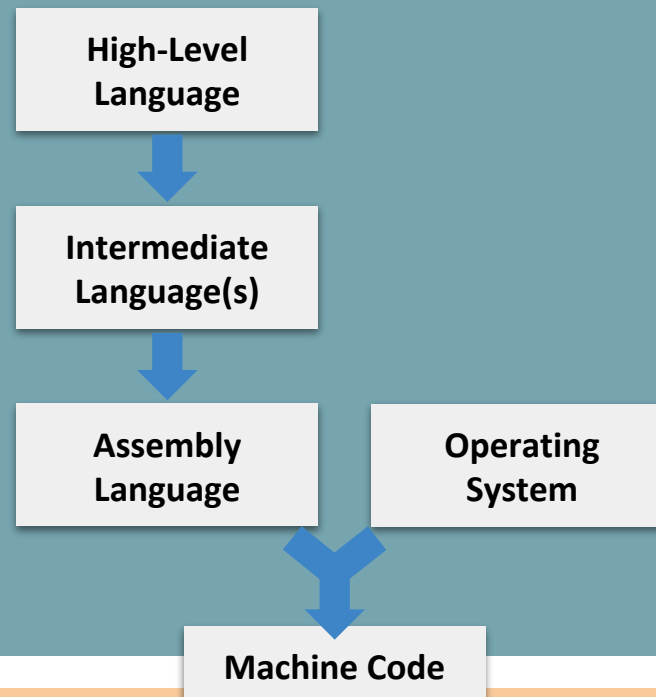 High-Level
Language
Intermediate
Language(s)
Assembly
Language
Operating
System
Machine Code